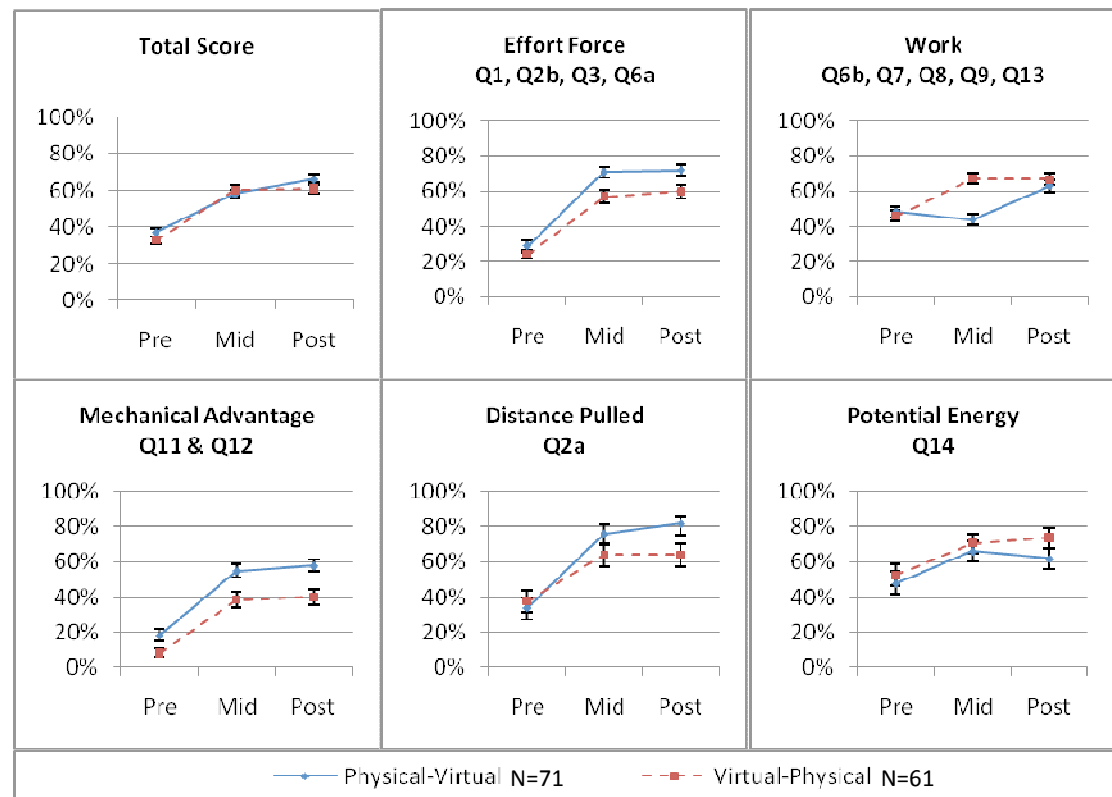 Total Score
100%
80%
60%
40%
20%
0%
Pre Mid Post
Effort Force
Q1, Q2b, Q3, Q6a
100%
80%
60%
40%
20%
0%
Pre Mid Post
Work
Q6b, Q7, Q8, Q9, Q13
100%
80%
60%
40%
20%
0%
Pre Mid Post
Mechanical Advantage
Q11 & Q12
100%
80%
60%
40%
20%
0%
Pre Mid Post
Distance Pulled
Q2a
100%
80%
60%
40%
20%
0%
Pre Mid Post
Potential Energy
Q14
100%
80%
60%
40%
20%
0%
Pre Mid Post
Physical-Virtual N=71 Virtual-Physical N=61